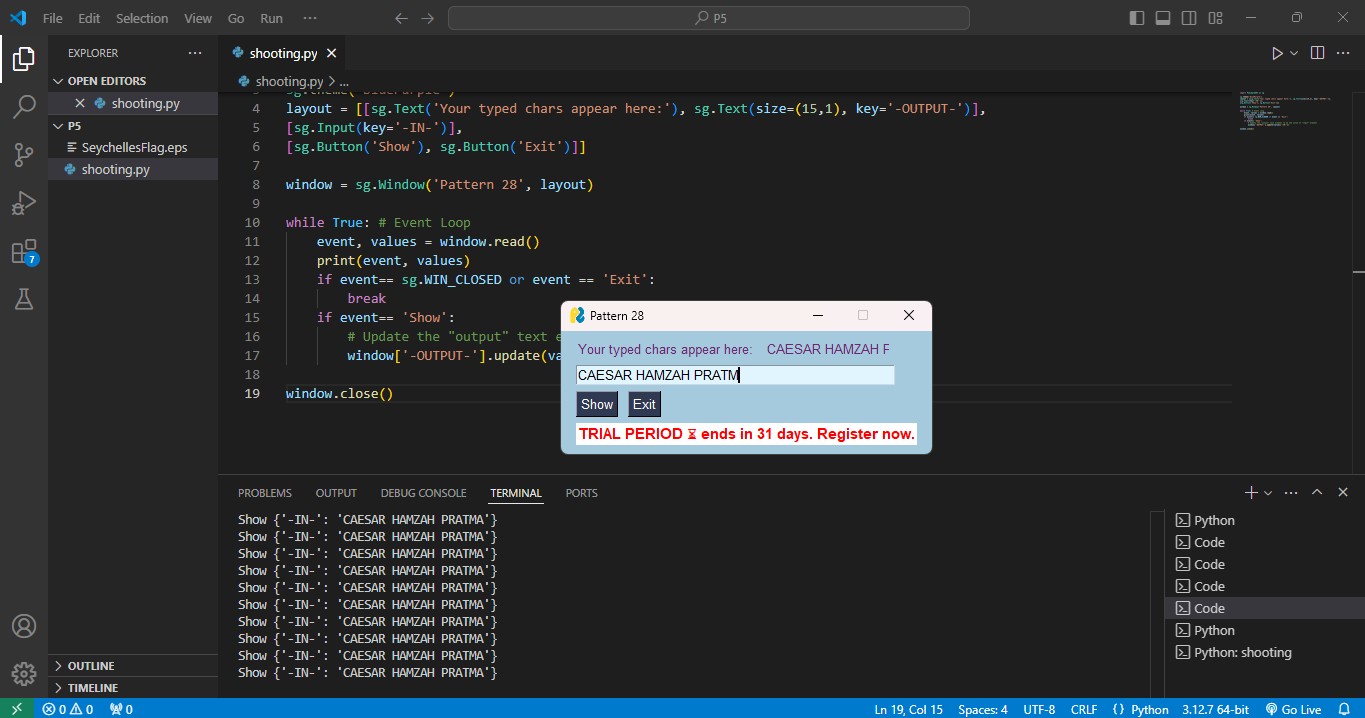 File Edit Selection View Go Run ··· P5
EXPLORER ···
OPEN EDITORS
shooting.py
P5
SeychellesFlag.eps
shooting.py
7
OUTLINE
TIMELINE
shooting.py
shooting.py > ...
4 layout = [[sg.Text('Your typed chars appear here:'), sg.Text(size=(15,1), key='-OUTPUT-')],
5 [sg.Input(key='-IN-')],
6 [sg.Button('Show'), sg.Button('Exit')]]
7
8 window = sg.Window('Pattern 28', layout)
9
10 while True: # Event Loop
11 event, values = window.read()
12 print(event, values)
13 if event== sg.WIN_CLOSED or event == 'Exit':
14 break
15 if event== 'Show':
16 # Update the "output" text e
17 window['-OUTPUT-'].update(va
18
19 window.close()
Pattern 28
Your typed chars appear here: CAESAR HAMZAH F
CAESAR HAMZAH PRATM
Show Exit
TRIAL PERIOD ⏳ ends in 31 days. Register now.
PROBLEMS OUTPUT DEBUG CONSOLE TERMINAL PORTS
Show {'-IN-': 'CAESAR HAMZAH PRATMA'}
Show {'-IN-': 'CAESAR HAMZAH PRATMA'}
Show {'-IN-': 'CAESAR HAMZAH PRATMA'}
Show {'-IN-': 'CAESAR HAMZAH PRATMA'}
Show {'-IN-': 'CAESAR HAMZAH PRATMA'}
Show {'-IN-': 'CAESAR HAMZAH PRATMA'}
Show {'-IN-': 'CAESAR HAMZAH PRATMA'}
Show {'-IN-': 'CAESAR HAMZAH PRATMA'}
Show {'-IN-': 'CAESAR HAMZAH PRATMA'}
Show {'-IN-': 'CAESAR HAMZAH PRATMA'}
Python
Code
Code
Code
Code
Python
Python: shooting
0 0 0 Ln 19, Col 15 Spaces: 4 UTF-8 CRLF {} Python 3.12.7 64-bit Go Live